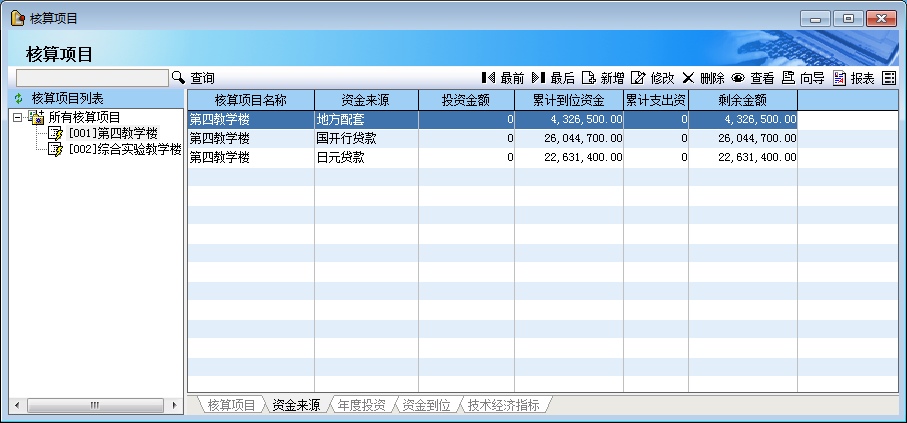 核算项目
核算项目
查询 最前 最后 新增 修改 删除 查看 向导 报表
核算项目列表
所有核算项目
[001]第四教学楼
[002]综合实验教学楼
核算项目名称 资金来源 投资金额 累计到位资金 累计支出资 剩余金额
第四教学楼 地方配套 0 4,326,500.00 0 4,326,500.00
第四教学楼 国开行贷款 0 26,044,700.00 0 26,044,700.00
第四教学楼 日元贷款 0 22,631,400.00 0 22,631,400.00
核算项目 资金来源 年度投资 资金到位 技术经济指标